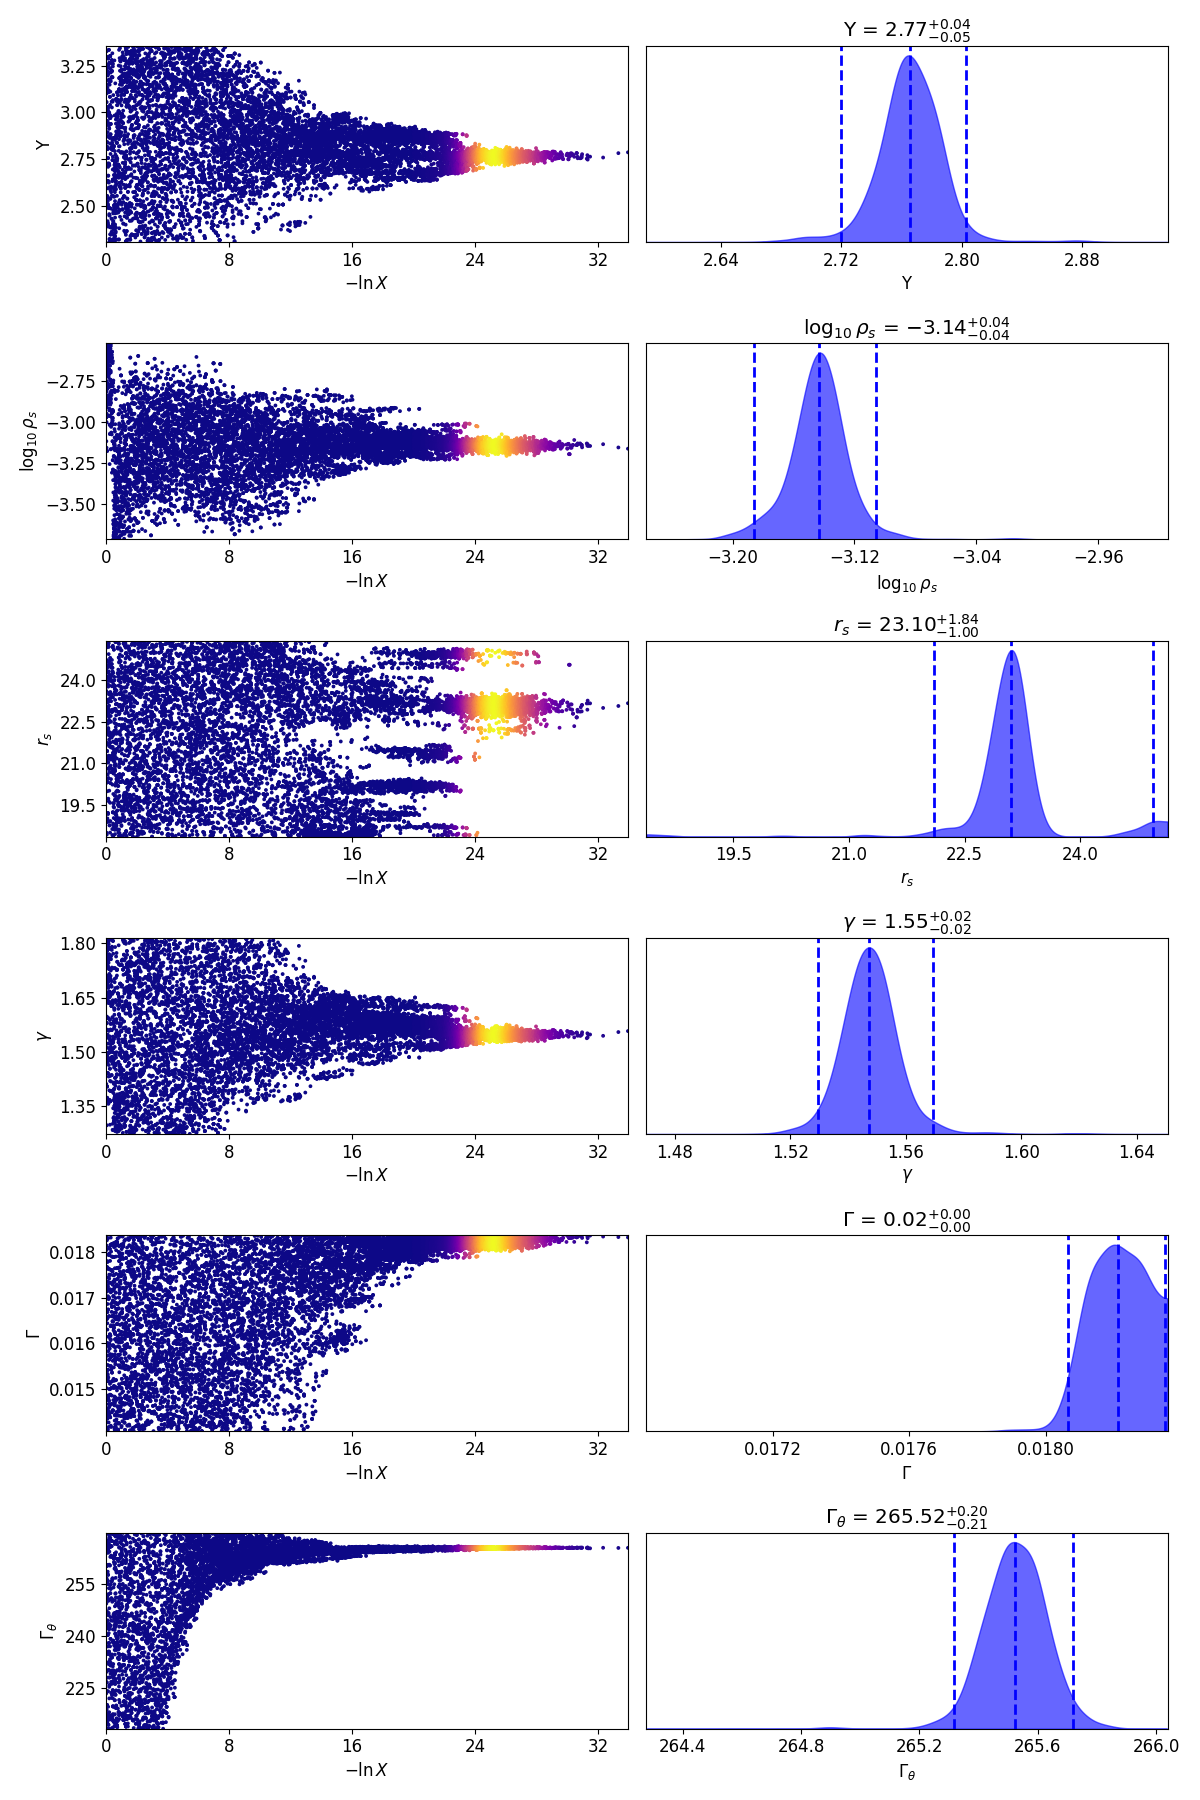 Υ = 2.77+0.04 −0.05
3.25
3.00
2.75
2.50
Υ
0 8 16 24 32
−ln X
2.64 2.72 2.80 2.88
Υ
log10 ρs = −3.14+0.04 −0.04
−2.75
−3.00
−3.25
−3.50
log10 ρs
0 8 16 24 32
−ln X
−3.20 −3.12 −3.04 −2.96
log10 ρs
rs = 23.10+1.84 −1.00
24.0
22.5
21.0
19.5
rs
0 8 16 24 32
−ln X
19.5 21.0 22.5 24.0
rs
γ = 1.55+0.02 −0.02
1.80
1.65
1.50
1.35
γ
0 8 16 24 32
−ln X
1.48 1.52 1.56 1.60 1.64
γ
Γ = 0.02+0.00 −0.00
0.018
0.017
0.016
0.015
Γ
0 8 16 24 32
−ln X
0.0172 0.0176 0.0180
Γ
Γθ = 265.52+0.20 −0.21
255
240
225
Γθ
0 8 16 24 32
−ln X
264.4 264.8 265.2 265.6 266.0
Γθ